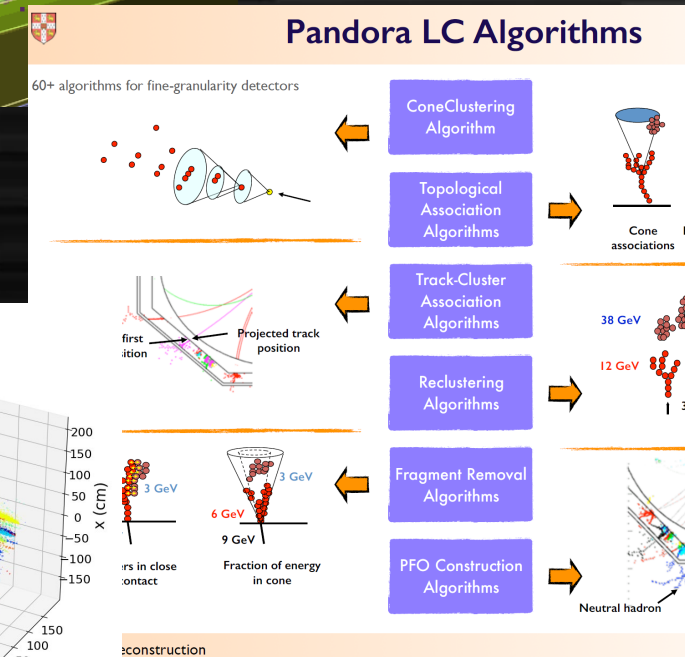 Pandora LC Algorithms
60+ algorithms for fine-granularity detectors
ConeClustering
Algorithm
Topological
Association
Algorithms
Cone
associations
Track-Cluster
Association
Algorithms
first
Projected track
position
38 GeV
12 GeV
Reclustering
Algorithms
200
150
100
50
0
−50
−100
−150
x (cm)
150
100
3 GeV
3 GeV
6 GeV
9 GeV
Fragment Removal
Algorithms
ers in close
contact
Fraction of energy
in cone
PFO Construction
Algorithms
Neutral hadron
econstruction